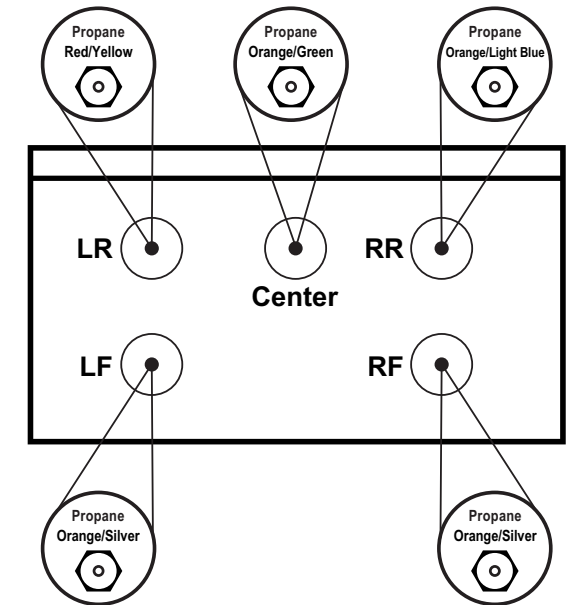 Propane
Red/Yellow
Propane
Orange/Green
Propane
Orange/Light Blue
LR
RR
Center
LF
RF
Propane
Orange/Silver
Propane
Orange/Silver